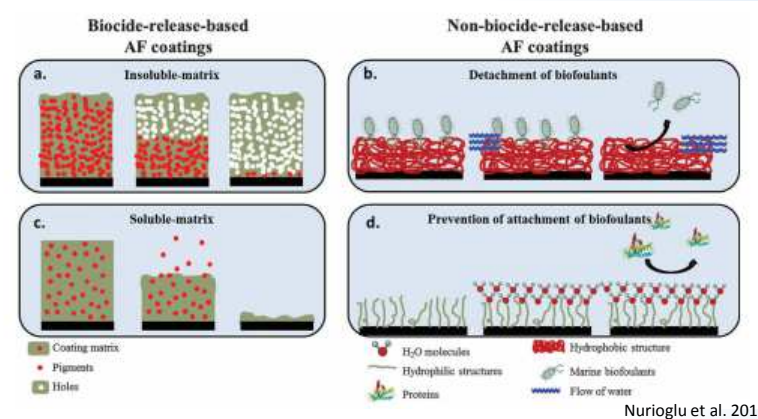 Biocide-release-based
AF coatings
Non-biocide-release-based
AF coatings
a.
Insoluble-matrix
b.
Detachment of biofoulants
c.
Soluble-matrix
d.
Prevention of attachment of biofoulants
Coating matrix
Pigments
Holes
H₂O molecules
Hydrophilic structures
Proteins
Hydrophobic structure
Marine biofoulants
Flow of water
Nurioglu et al. 201